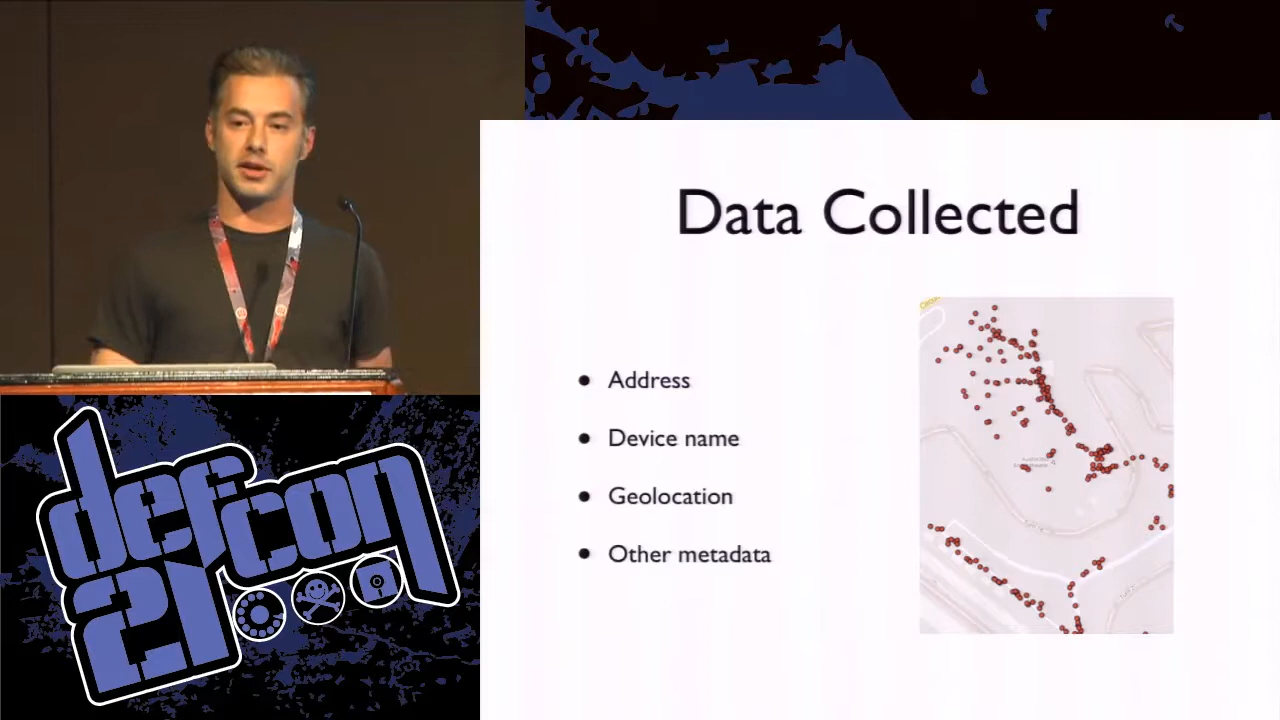 Data Collected
Address
Device name
Geolocation
Other metadata
defcon
21